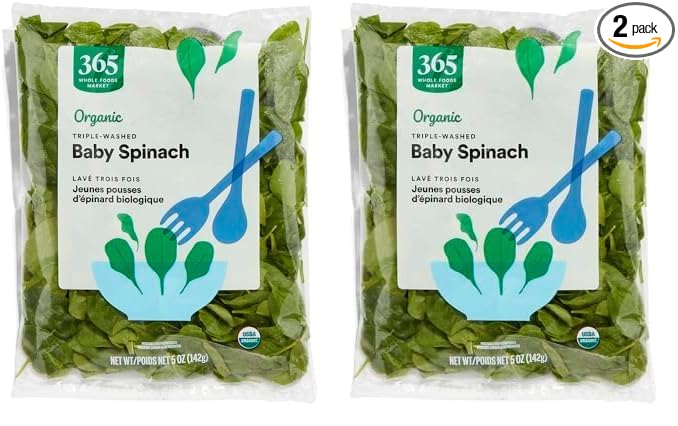 365
WHOLE FOODS
MARKET
Organic
TRIPLE-WASHED
Baby Spinach
LAVÉ TROIS FOIS
Jeunes pousses
d'épinard biologique
USDA
ORGANIC
NET WT/POIDS NET 5 OZ (142g)
365
WHOLE FOODS
MARKET
Organic
TRIPLE-WASHED
Baby Spinach
LAVÉ TROIS FOIS
Jeunes pousses
d'épinard biologique
USDA
ORGANIC
NET WT/POIDS NET 5 OZ (142g)
2 pack